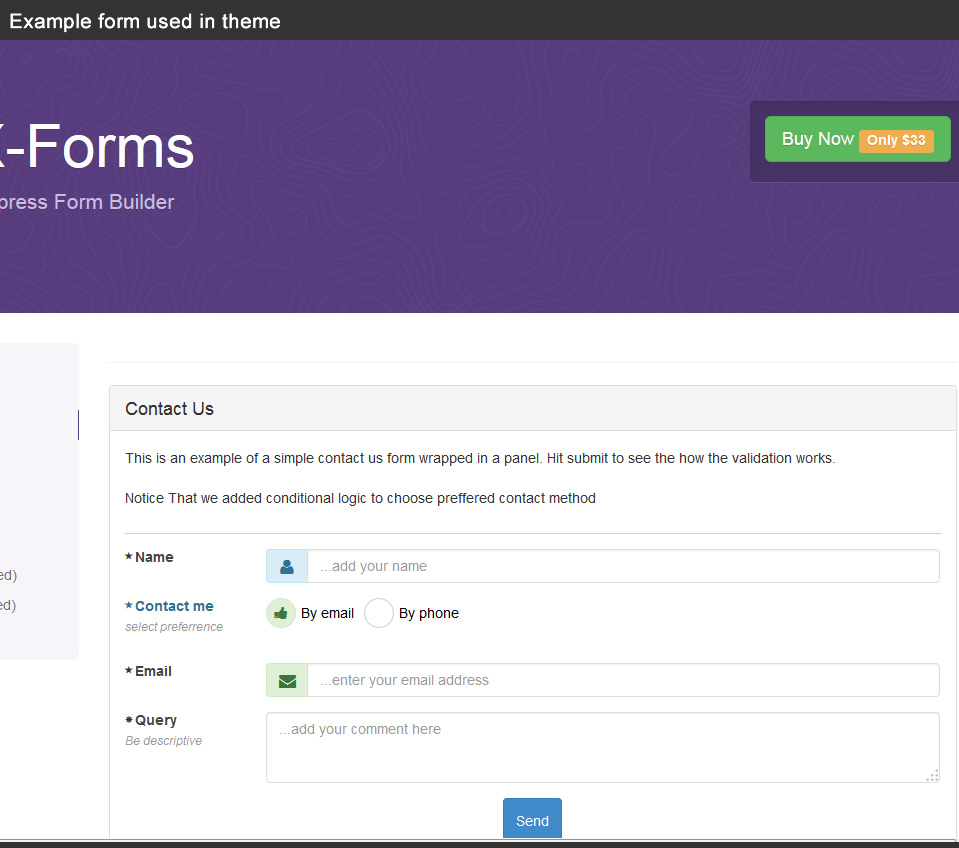 Example form used in theme
-Forms
press Form Builder
Buy Now Only $33
Contact Us
This is an example of a simple contact us form wrapped in a panel. Hit submit to see the how the validation works.
Notice That we added conditional logic to choose preffered contact method
*Name
...add your name
*Contact me
select preferrence
By email
By phone
*Email
...enter your email address
*Query
Be descriptive
...add your comment here
Send
ed)
ed)